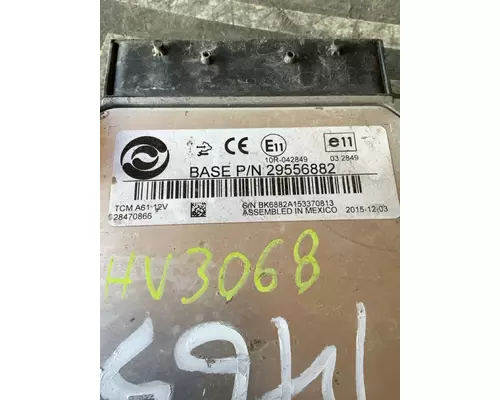 CE E11 e11
10R-042849 03 2849
BASE P/N 29556882
TCM A61 12V S/N BK6882A153370813
28470866 ASSEMBLED IN MEXICO 2015-12-03
HV3068